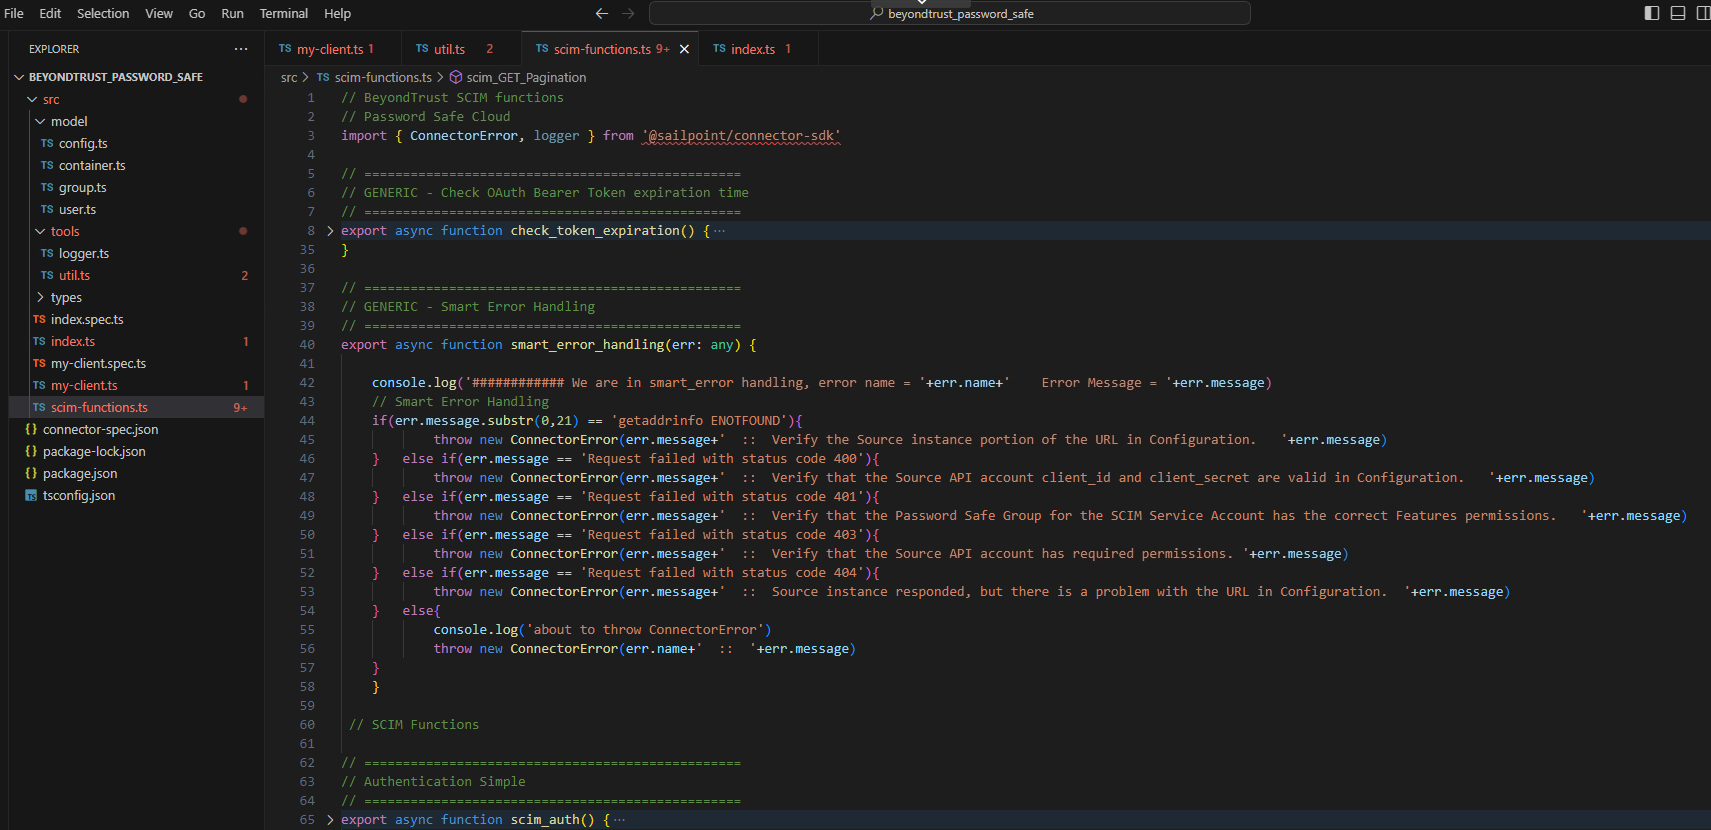 File Edit Selection View Go Run Terminal Help
beyondtrust_password_safe
EXPLORER
BEYONDTRUST_PASSWORD_SAFE
src
model
TS config.ts
TS container.ts
TS group.ts
TS user.ts
tools
TS logger.ts
TS util.ts 2
types
TS index.spec.ts
TS index.ts 1
TS my-client.spec.ts
TS my-client.ts 1
TS scim-functions.ts 9+
{} connector-spec.json
{} package-lock.json
{} package.json
TS tsconfig.json
TS my-client.ts 1 TS util.ts 2 TS scim-functions.ts 9+ TS index.ts 1
src > TS scim-functions.ts > scim_GET_Pagination
1 // BeyondTrust SCIM functions
2 // Password Safe Cloud
3 import { ConnectorError, logger } from '@sailpoint/connector-sdk'
4
5 // =================================================
6 // GENERIC - Check OAuth Bearer Token expiration time
7 // =================================================
8 > export async function check_token_expiration() { ···
35 }
36
37 // =================================================
38 // GENERIC - Smart Error Handling
39 // =================================================
40 export async function smart_error_handling(err: any) {
41
42 console.log('############ We are in smart_error handling, error name = '+err.name+'    Error Message = '+err.message)
43 // Smart Error Handling
44 if(err.message.substr(0,21) == 'getaddrinfo ENOTFOUND'){
45 throw new ConnectorError(err.message+'  ::  Verify the Source instance portion of the URL in Configuration.   '+err.message)
46 }   else if(err.message == 'Request failed with status code 400'){
47 throw new ConnectorError(err.message+'  ::  Verify that the Source API account client_id and client_secret are valid in Configuration.   '+err.message)
48 }   else if(err.message == 'Request failed with status code 401'){
49 throw new ConnectorError(err.message+'  ::  Verify that the Password Safe Group for the SCIM Service Account has the correct Features permissions.   '+err.message)
50 }   else if(err.message == 'Request failed with status code 403'){
51 throw new ConnectorError(err.message+'  ::  Verify that the Source API account has required permissions. '+err.message)
52 }   else if(err.message == 'Request failed with status code 404'){
53 throw new ConnectorError(err.message+'  ::  Source instance responded, but there is a problem with the URL in Configuration.  '+err.message)
54 }   else{
55 console.log('about to throw ConnectorError')
56 throw new ConnectorError(err.name+'  ::  '+err.message)
57 }
58 }
59
60 // SCIM Functions
61
62 // =================================================
63 // Authentication Simple
64 // =================================================
65 > export async function scim_auth() { ···